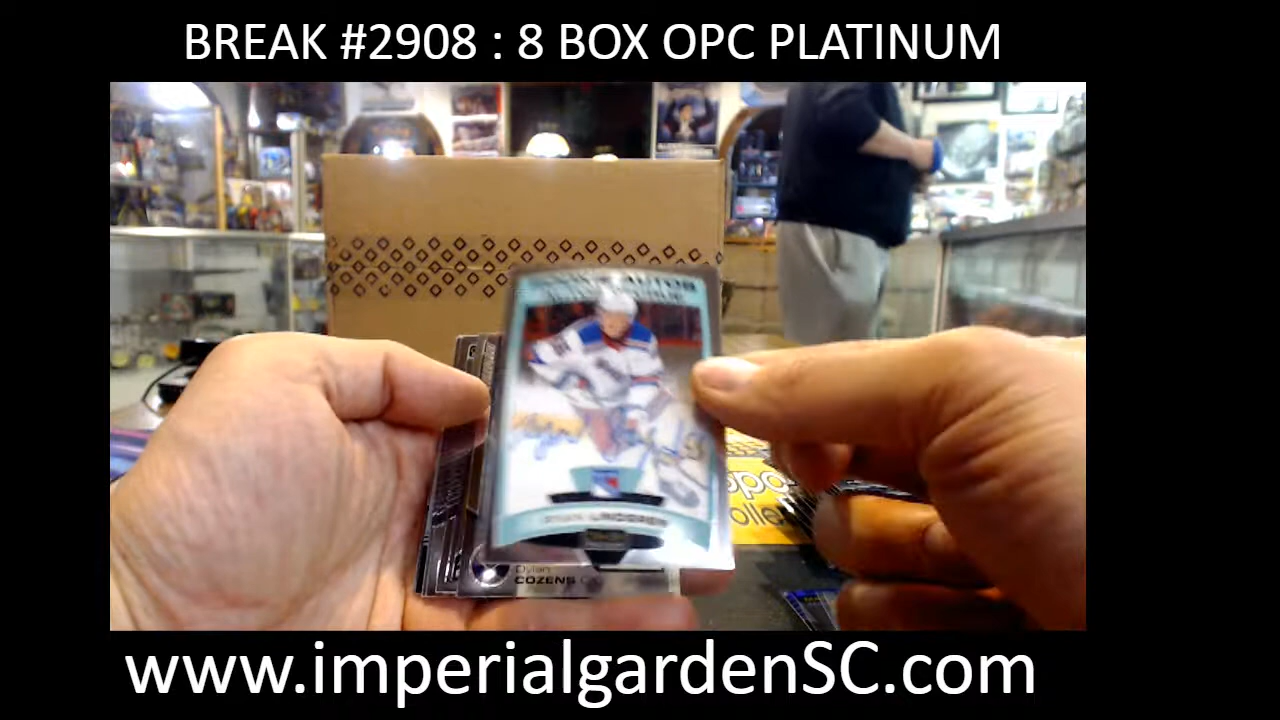 BREAK #2908 : 8 BOX OPC PLATINUM
Dylan
COZENS
www.imperialgardenSC.com